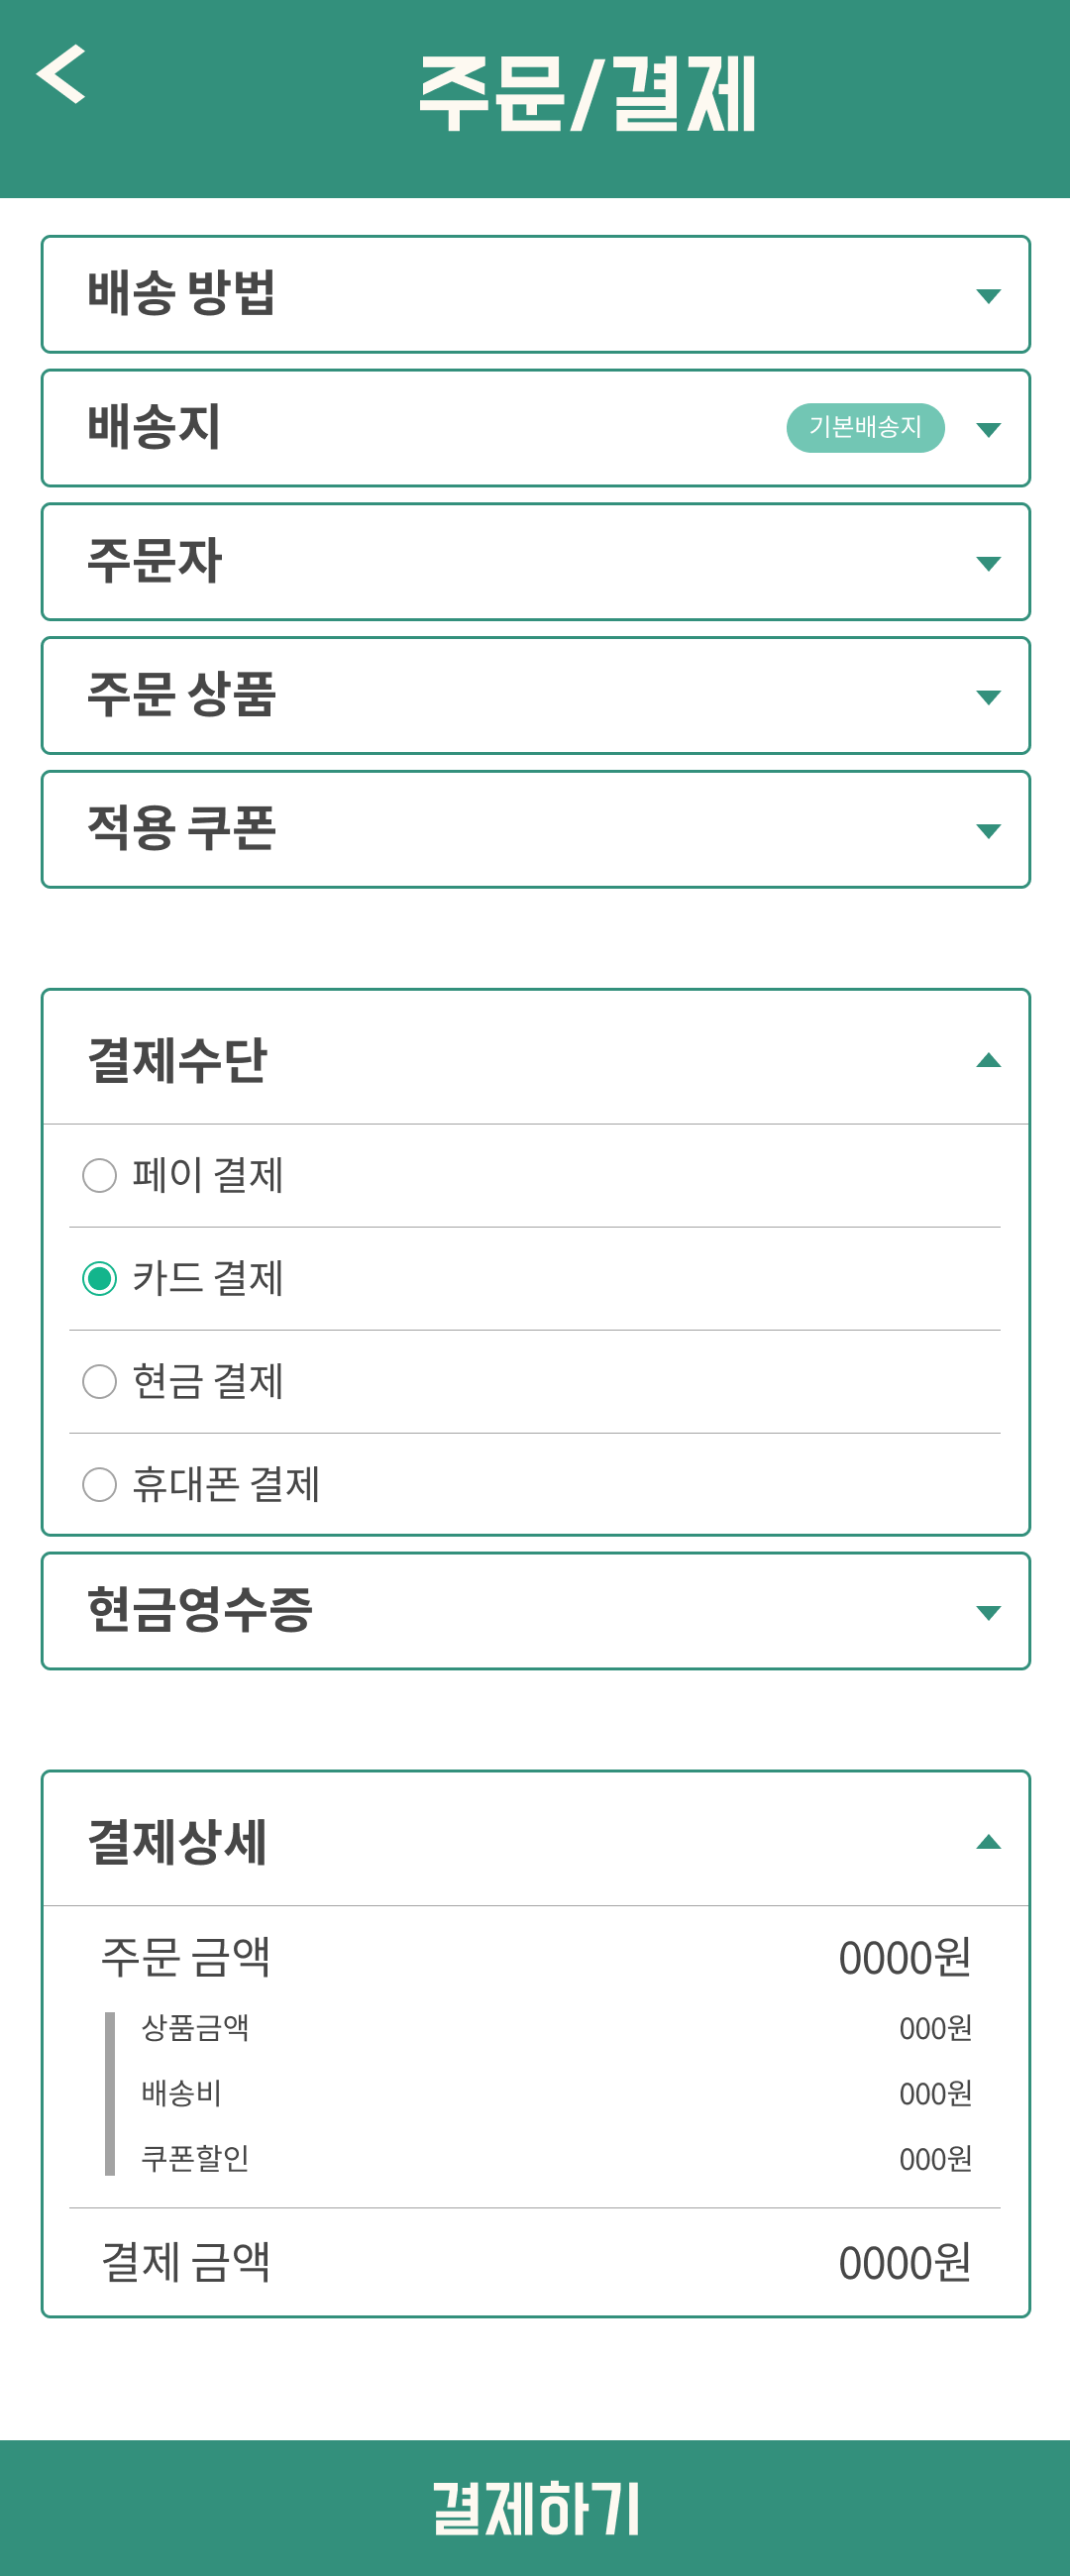 주문/결제
배송 방법
배송지 기본배송지
주문자
주문 상품
적용 쿠폰
결제수단
페이 결제
카드 결제
현금 결제
휴대폰 결제
현금영수증
결제상세
주문 금액 0000원
상품금액 000원
배송비 000원
쿠폰할인 000원
결제 금액 0000원
결제하기